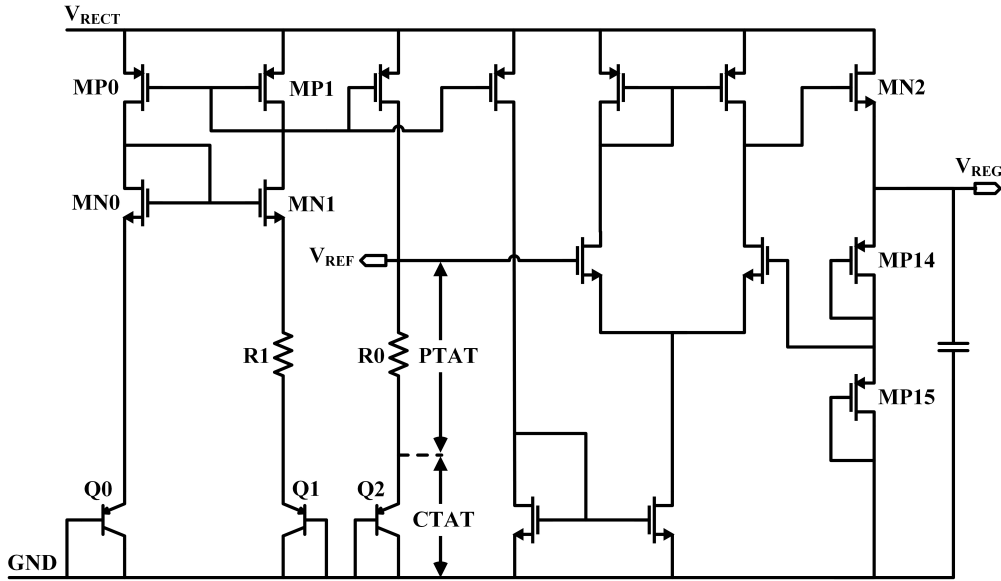 VRECT
MP0
MP1
MN2
MN0
MN1
VREG
VREF
MP14
R1
R0
PTAT
MP15
Q0
Q1
Q2
CTAT
GND